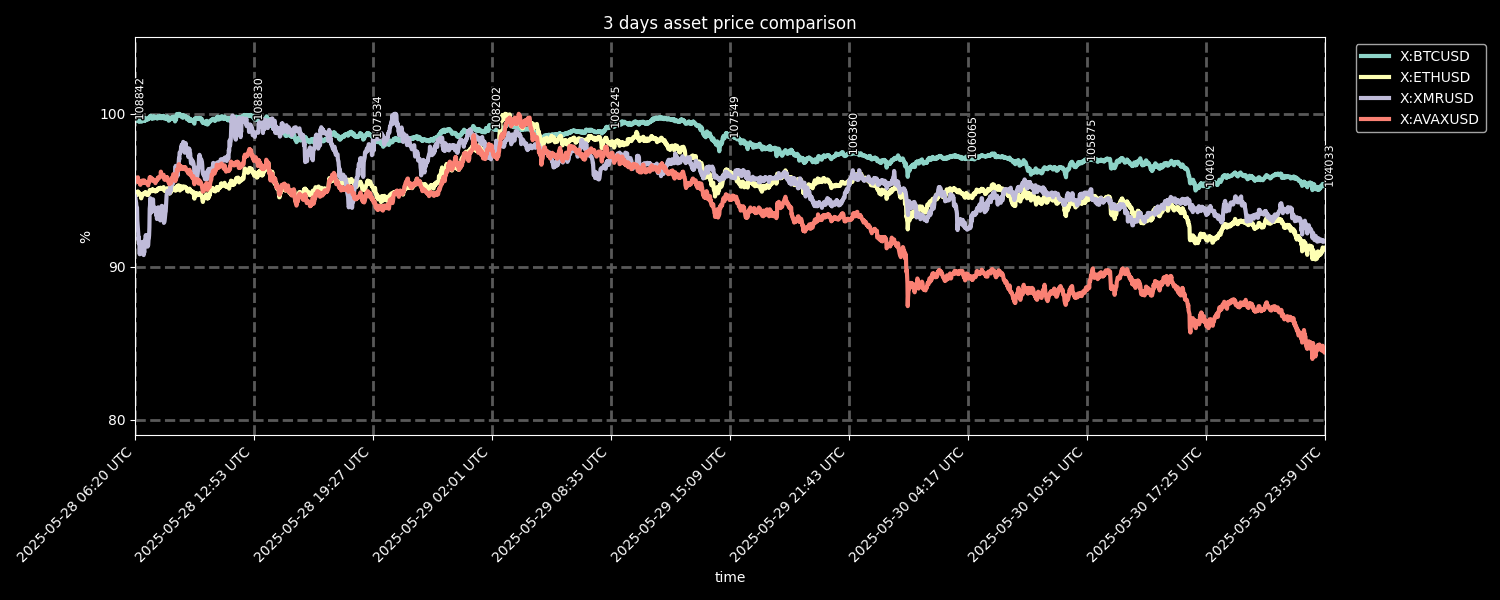 3 days asset price comparison
X:BTCUSD
X:ETHUSD
X:XMRUSD
X:AVAXUSD
108842
108830
107534
108202
108245
107549
106360
106065
105875
104032
104033
100
90
80
%
2025-05-28 06:20 UTC
2025-05-28 12:53 UTC
2025-05-28 19:27 UTC
2025-05-29 02:01 UTC
2025-05-29 08:35 UTC
2025-05-29 15:09 UTC
2025-05-29 21:43 UTC
2025-05-30 04:17 UTC
2025-05-30 10:51 UTC
2025-05-30 17:25 UTC
2025-05-30 23:59 UTC
time